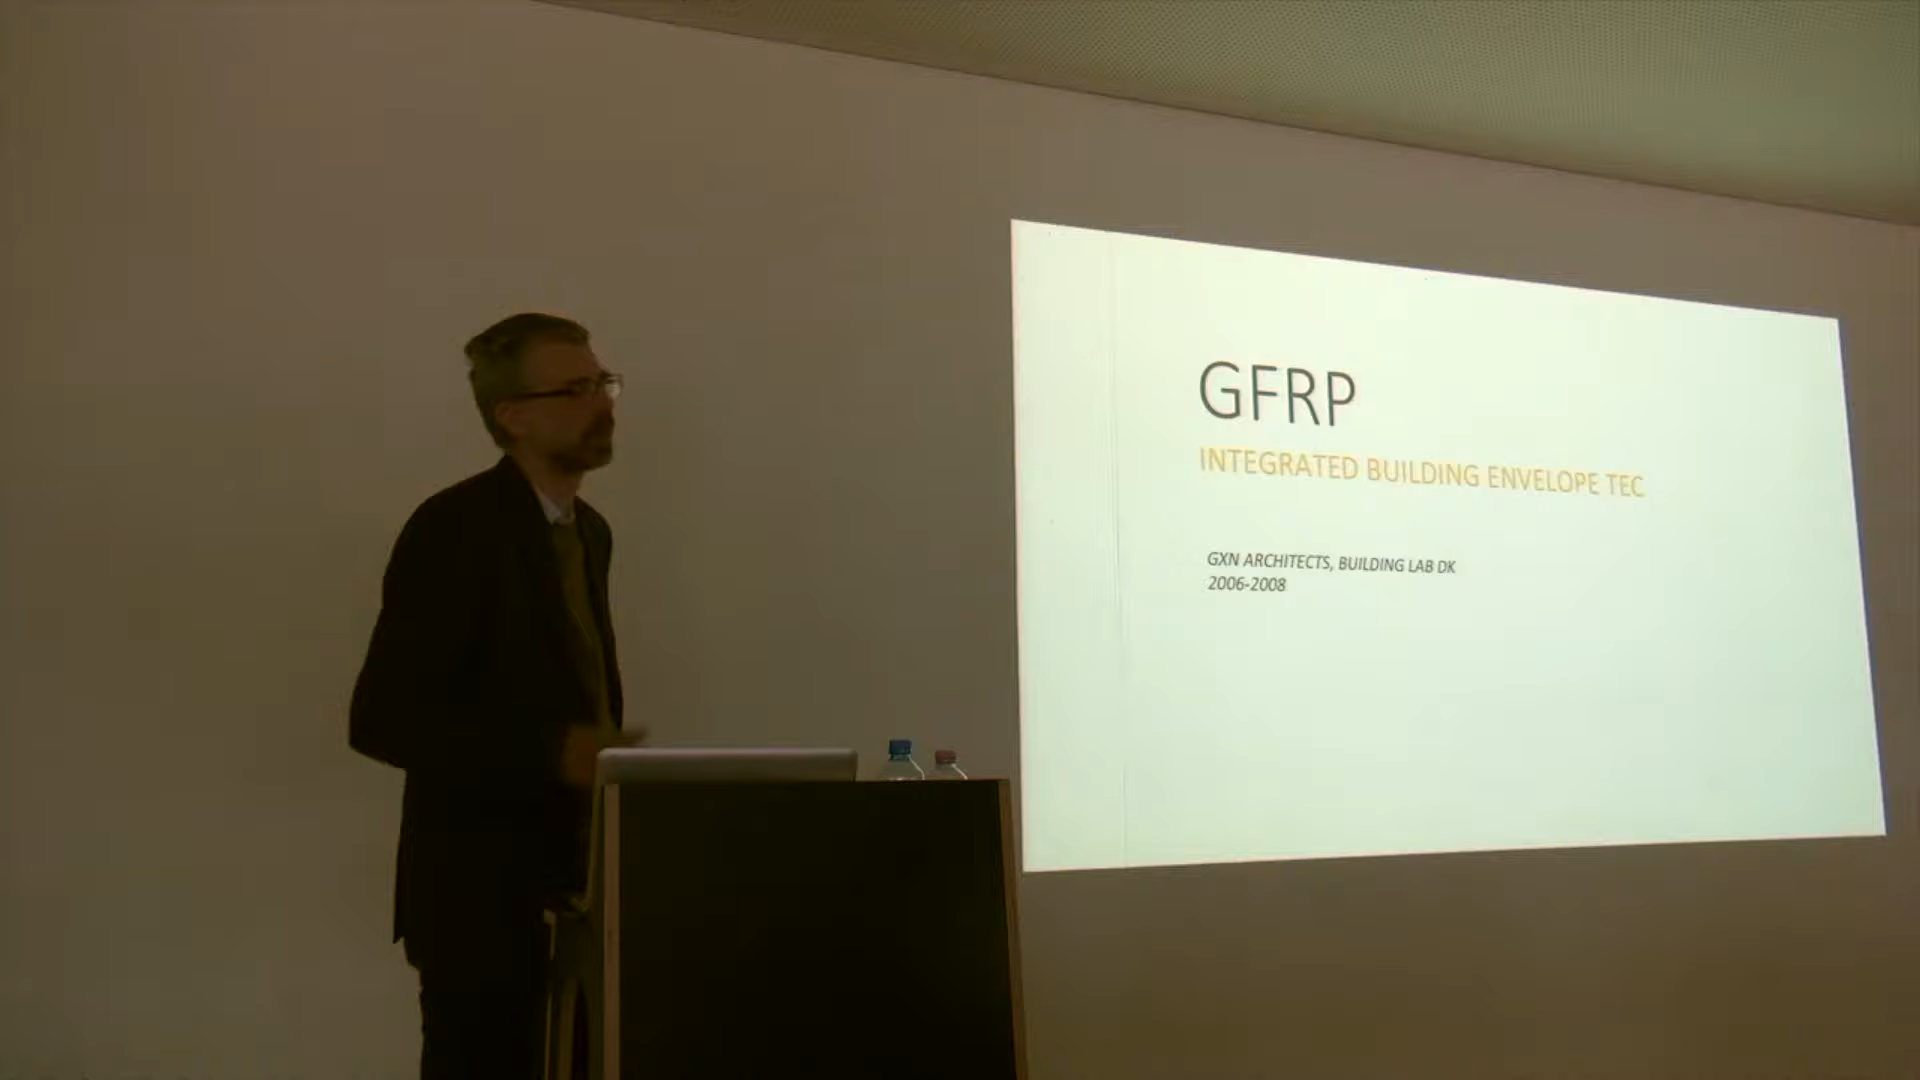 GFRP
INTEGRATED BUILDING ENVELOPE TEC
GXN ARCHITECTS, BUILDING LAB DK
2006-2008